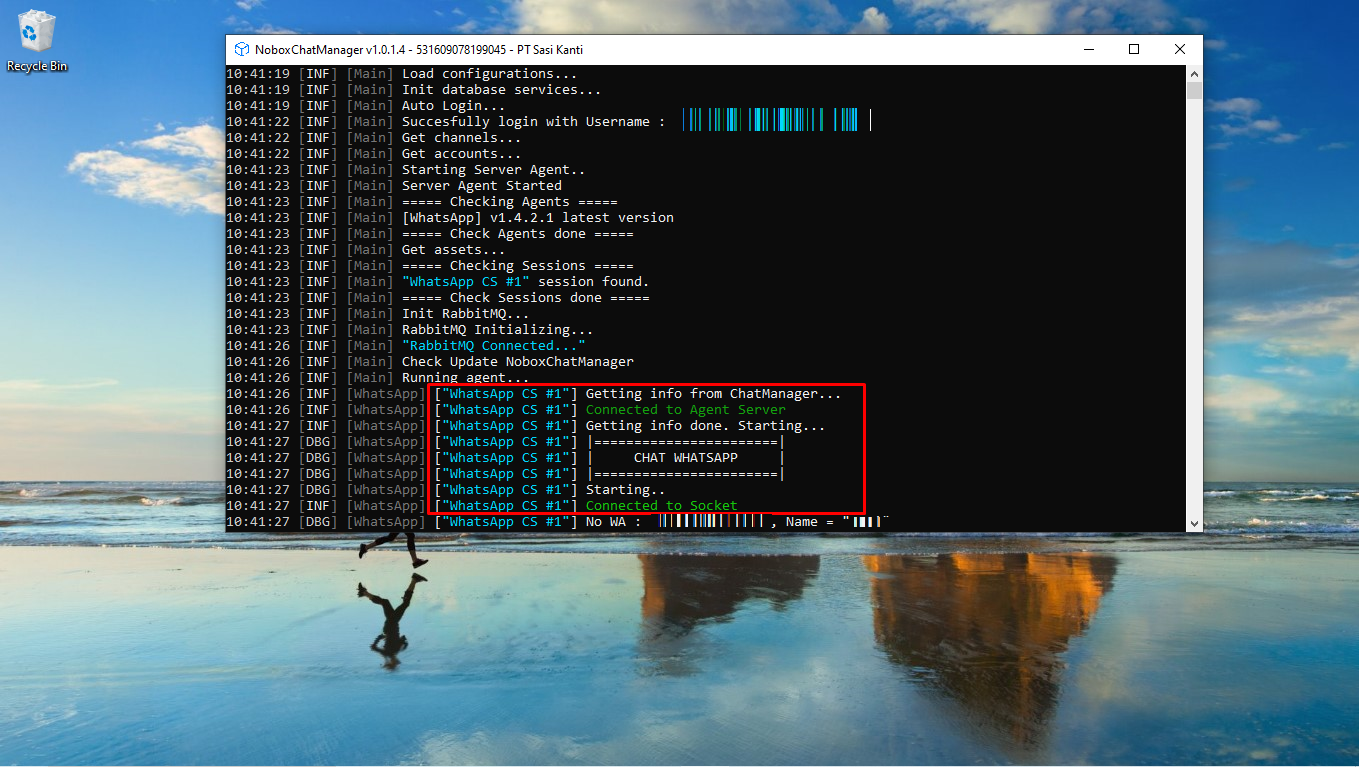 Recycle Bin
NoboxChatManager v1.0.1.4 - 531609078199045 - PT Sasi Kanti
10:41:19 [INF] [Main] Load configurations...
10:41:19 [INF] [Main] Init database services...
10:41:19 [INF] [Main] Auto Login...
10:41:22 [INF] [Main] Succesfully login with Username :
10:41:22 [INF] [Main] Get channels...
10:41:22 [INF] [Main] Get accounts...
10:41:23 [INF] [Main] Starting Server Agent..
10:41:23 [INF] [Main] Server Agent Started
10:41:23 [INF] [Main] ===== Checking Agents =====
10:41:23 [INF] [Main] [WhatsApp] v1.4.2.1 latest version
10:41:23 [INF] [Main] ===== Check Agents done =====
10:41:23 [INF] [Main] Get assets...
10:41:23 [INF] [Main] ===== Checking Sessions =====
10:41:23 [INF] [Main] "WhatsApp CS #1" session found.
10:41:23 [INF] [Main] ===== Check Sessions done =====
10:41:23 [INF] [Main] Init RabbitMQ...
10:41:23 [INF] [Main] RabbitMQ Initializing...
10:41:26 [INF] [Main] "RabbitMQ Connected..."
10:41:26 [INF] [Main] Check Update NoboxChatManager
10:41:26 [INF] [Main] Running agent...
10:41:26 [INF] [WhatsApp] ["WhatsApp CS #1"] Getting info from ChatManager...
10:41:26 [INF] [WhatsApp] ["WhatsApp CS #1"] Connected to Agent Server
10:41:27 [INF] [WhatsApp] ["WhatsApp CS #1"] Getting info done. Starting...
10:41:27 [DBG] [WhatsApp] ["WhatsApp CS #1"] |=======================|
10:41:27 [DBG] [WhatsApp] ["WhatsApp CS #1"] | CHAT WHATSAPP |
10:41:27 [DBG] [WhatsApp] ["WhatsApp CS #1"] |=======================|
10:41:27 [DBG] [WhatsApp] ["WhatsApp CS #1"] Starting..
10:41:27 [INF] [WhatsApp] ["WhatsApp CS #1"] Connected to Socket
10:41:27 [DBG] [WhatsApp] ["WhatsApp CS #1"] No WA : , Name = "